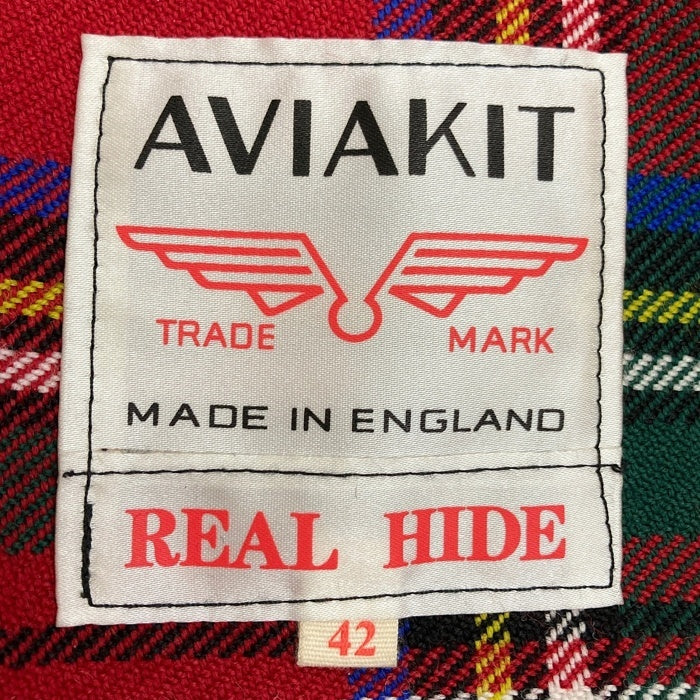 AVIAKIT
TRADE MARK
MADE IN ENGLAND
REAL HIDE
42